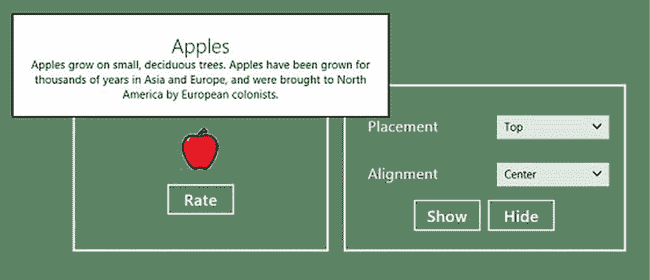 Apples
Apples grow on small, deciduous trees. Apples have been grown for
thousands of years in Asia and Europe, and were brought to North
America by European colonists.
Rate
Placement
Top
Alignment
Center
Show
Hide